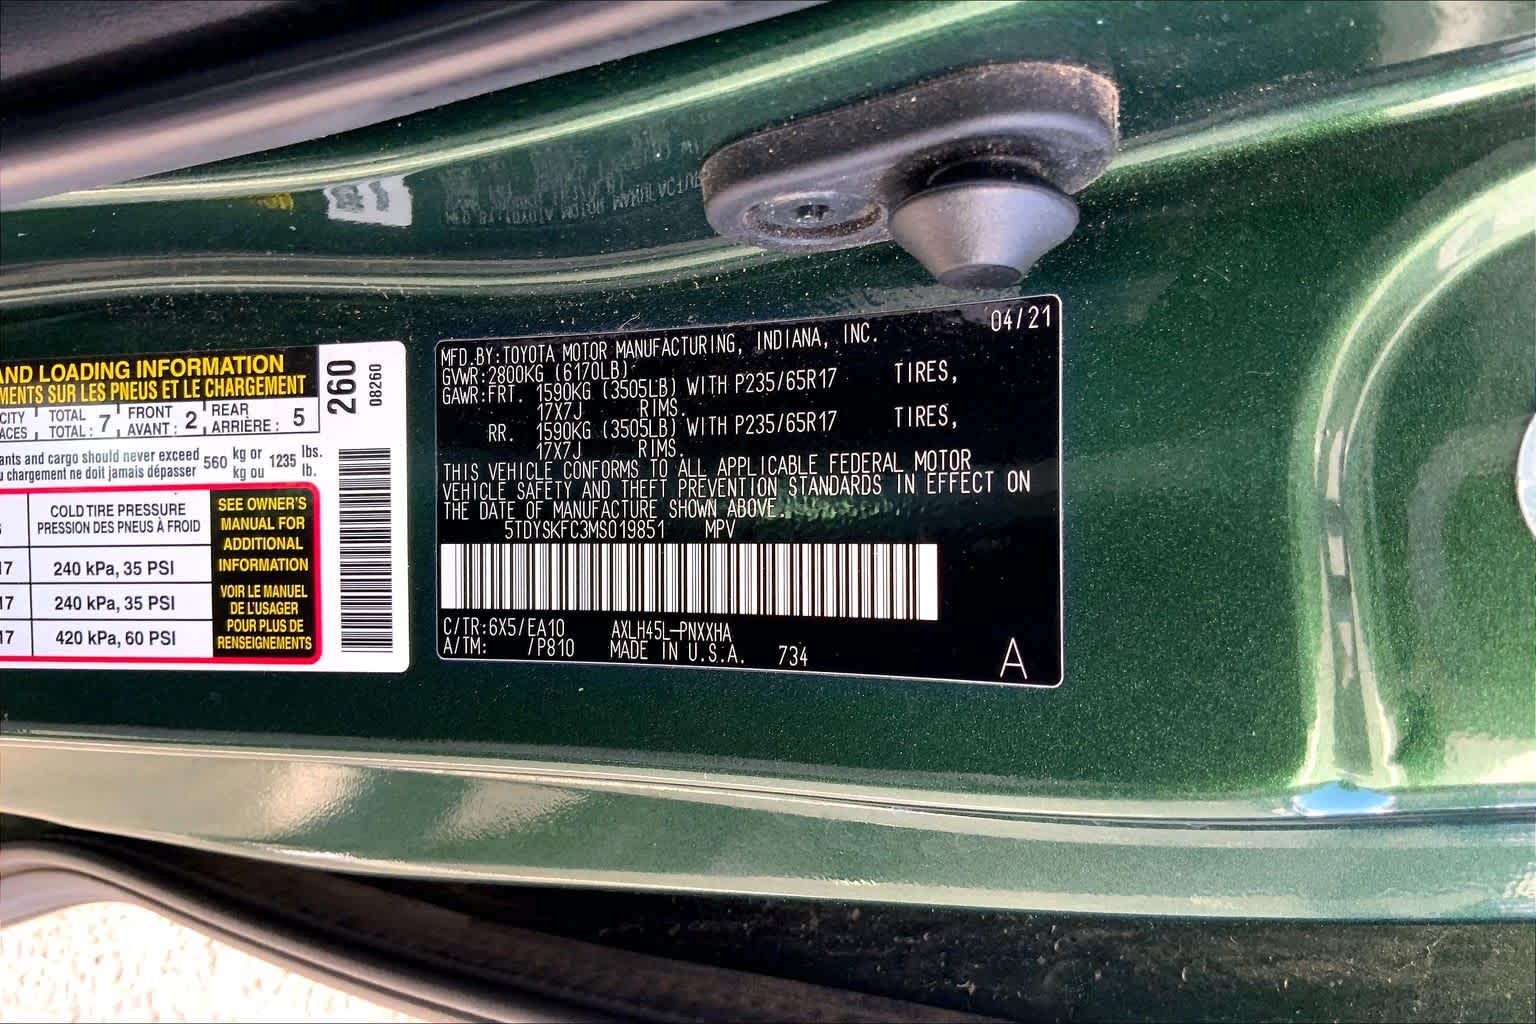 AND LOADING INFORMATION
MENTS SUR LES PNEUS ET LE CHARGEMENT
CITY TOTAL 7 FRONT 2 REAR 5
ACES TOTAL : AVANT : ARRIÈRE :
ants and cargo should never exceed 560 kg or 1235 lbs.
u chargement ne doit jamais dépasser kg ou lb.
COLD TIRE PRESSURE
PRESSION DES PNEUS À FROID
17 240 kPa, 35 PSI
17 240 kPa, 35 PSI
17 420 kPa, 60 PSI
SEE OWNER'S
MANUAL FOR
ADDITIONAL
INFORMATION
VOIR LE MANUEL
DE L'USAGER
POUR PLUS DE
RENSEIGNEMENTS
260
08260
04/21
MFD.BY:TOYOTA MOTOR MANUFACTURING, INDIANA, INC.
GVWR:2800KG (6170LB)
GAWR:FRT. 1590KG (3505LB) WITH P235/65R17 TIRES,
17X7J RIMS.
RR. 1590KG (3505LB) WITH P235/65R17 TIRES,
17X7J RIMS.
THIS VEHICLE CONFORMS TO ALL APPLICABLE FEDERAL MOTOR
VEHICLE SAFETY AND THEFT PREVENTION STANDARDS IN EFFECT ON
THE DATE OF MANUFACTURE SHOWN ABOVE.
5TDYSKFC3MS019851 MPV
C/TR:6X5/EA10 AXLH45L-PNXXHA
A/TM: /P810 MADE IN U.S.A. 734
A